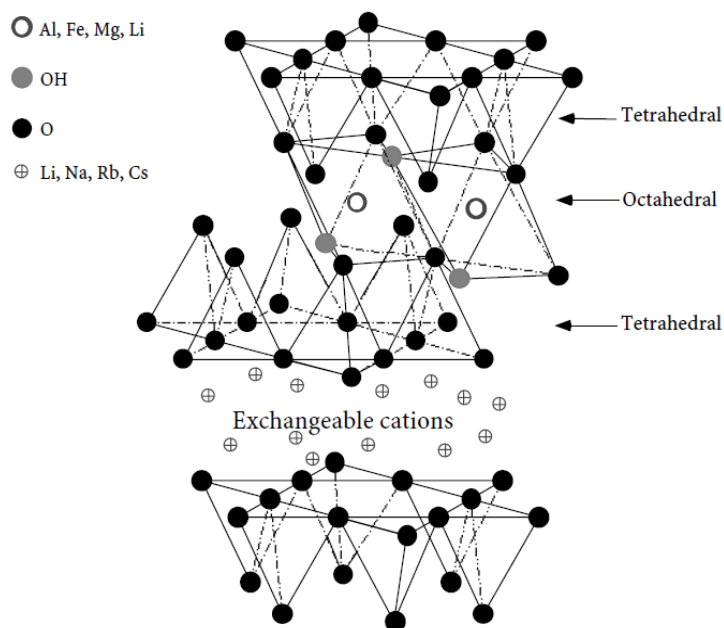 Al, Fe, Mg, Li
OH
O
Li, Na, Rb, Cs
Tetrahedral
Octahedral
Tetrahedral
Exchangeable cations